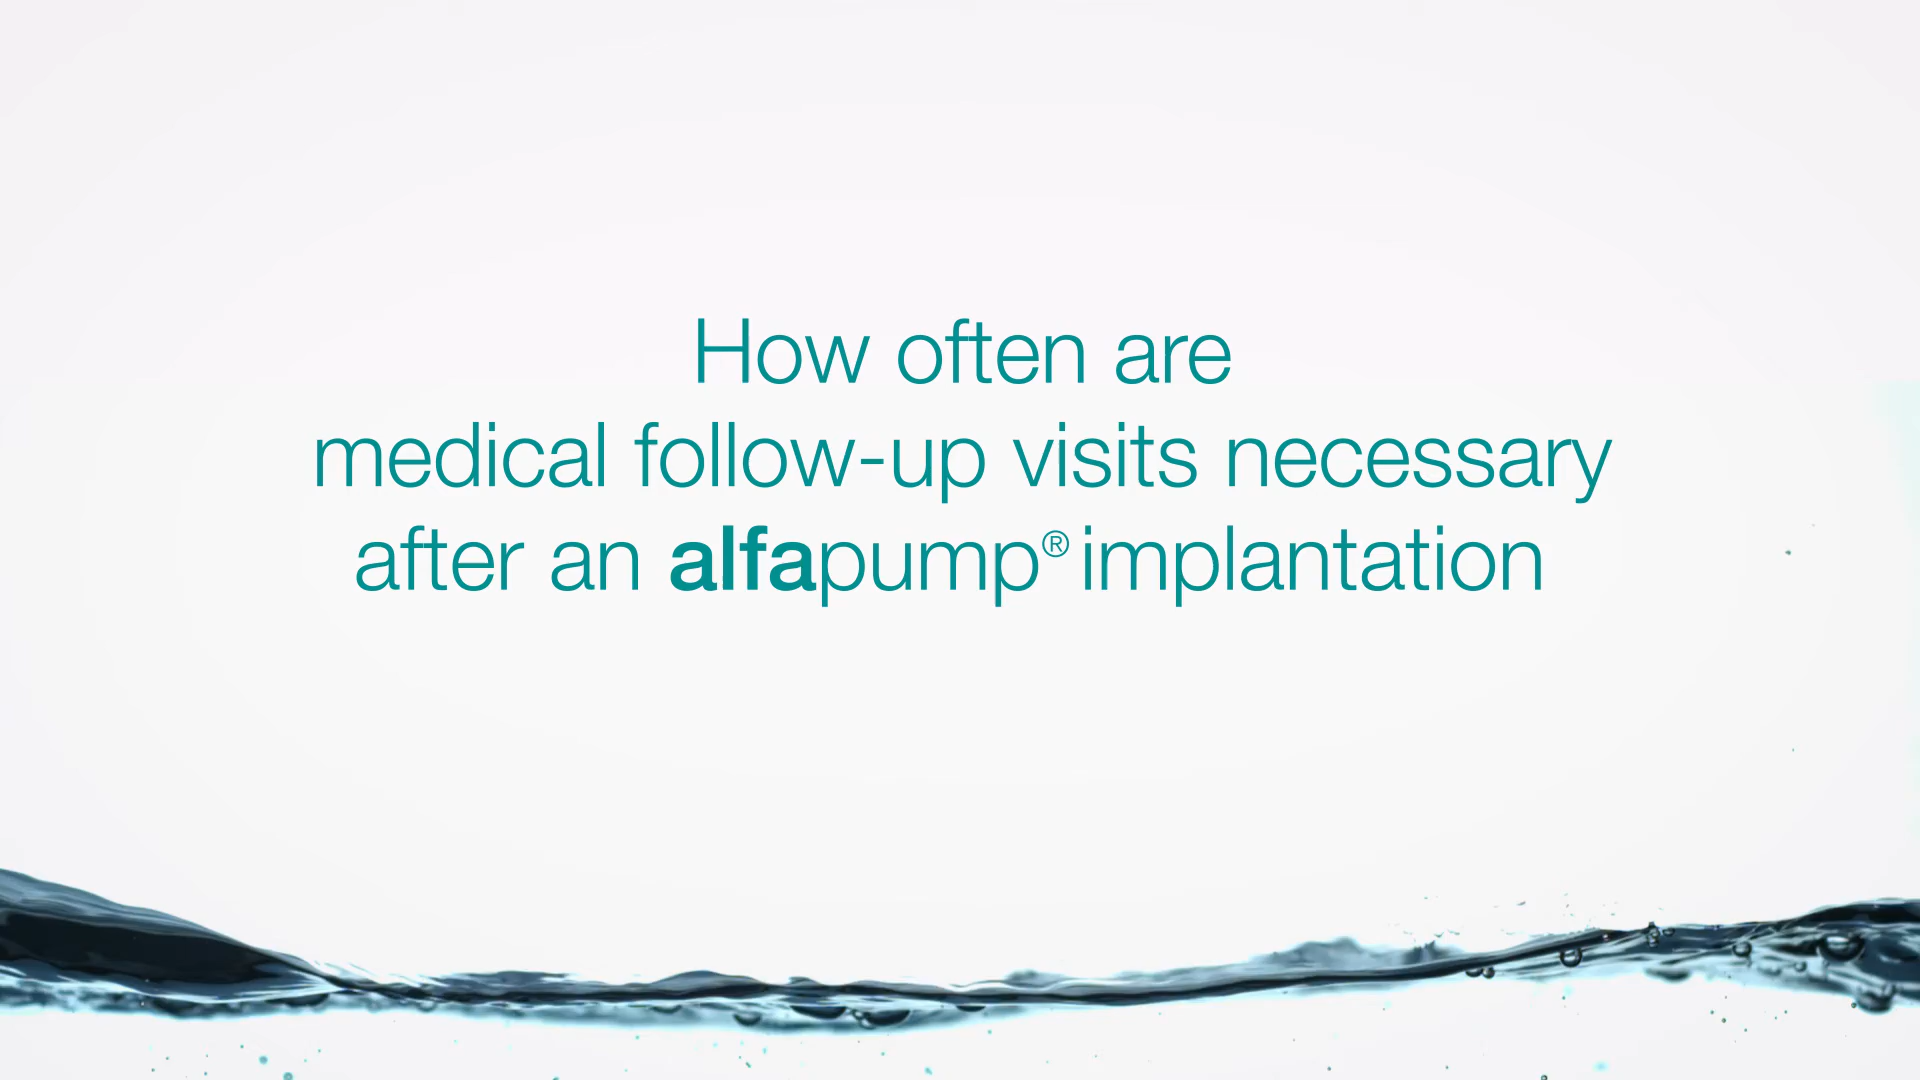 How often are
medical follow-up visits necessary
after an alfapump® implantation